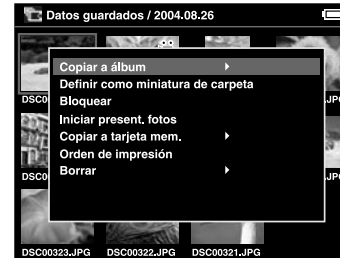 Datos guardados / 2004.08.26
Copiar a álbum
Definir como miniatura de carpeta
Bloquear
Iniciar present. fotos
Copiar a tarjeta mem.
Orden de impresión
Borrar
DSC00323.JPG DSC00322.JPG DSC00321.JPG